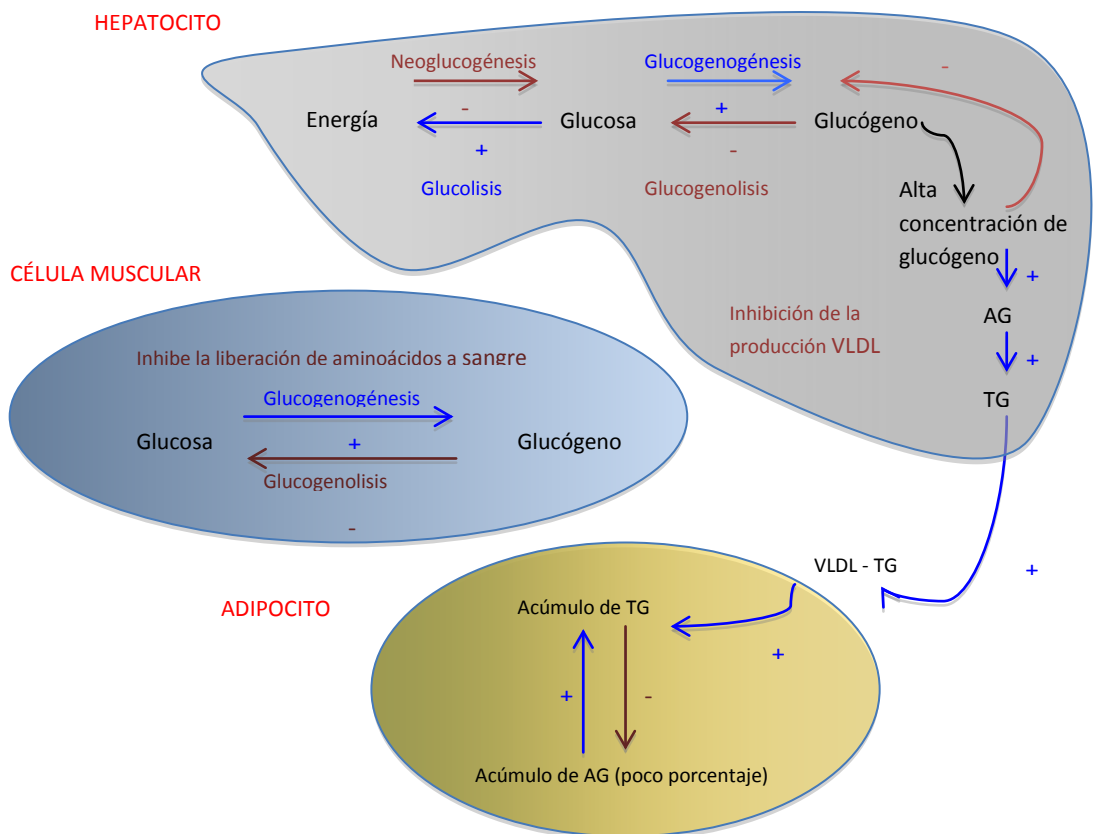 HEPATOCITO
Neoglucogénesis
Glucogenogénesis
-
-
+
Energía
Glucosa
Glucógeno
+
-
Glucolisis
Glucogenolisis
Alta
concentración de
glucógeno
+
AG
+
TG
Inhibición de la
producción VLDL
CÉLULA MUSCULAR
Inhibe la liberación de aminoácidos a sangre
Glucogenogénesis
Glucosa
+
Glucógeno
Glucogenolisis
-
VLDL - TG
+
ADIPOCITO
Acúmulo de TG
+
+
-
Acúmulo de AG (poco porcentaje)